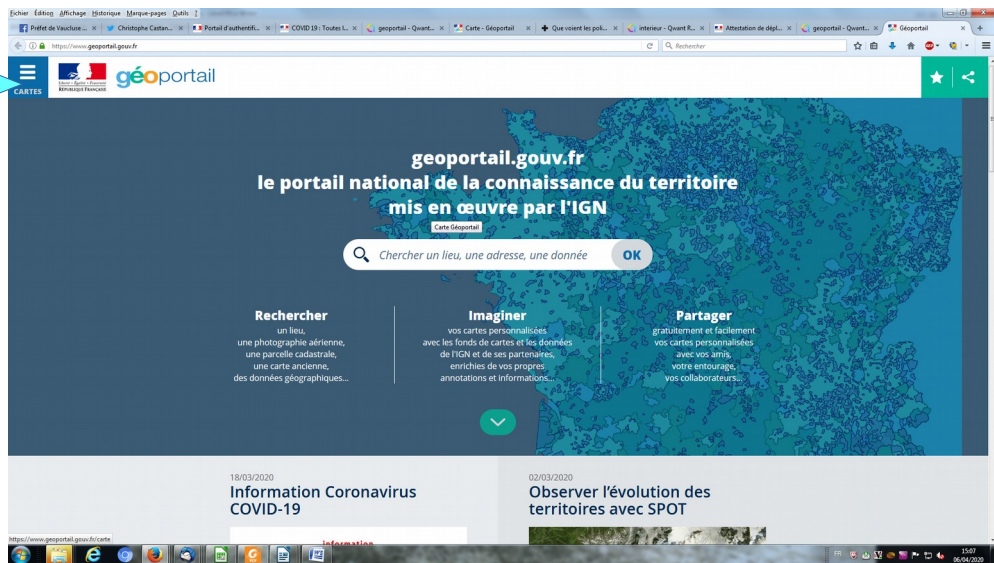 Fichier Édition Affichage Historique Marque-pages Outils ?
Préfet de Vaucluse ... Christophe Castan... Portail d'authentifi... COVID 19 : Toutes l... geoportail - Qwant... Carte - Géoportail Que voient les poli... interieur - Qwant R... Attestation de dépl... geoportail - Qwant... Géoportail
https://www.geoportail.gouv.fr Rechercher
CARTES
Liberté • Égalité • Fraternité
RÉPUBLIQUE FRANÇAISE
géoportail
geoportail.gouv.fr
le portail national de la connaissance du territoire
mis en œuvre par l'IGN
Carte Géoportail
Chercher un lieu, une adresse, une donnée OK
Rechercher
un lieu,
une photographie aérienne,
une parcelle cadastrale,
une carte ancienne,
des données géographiques...
Imaginer
vos cartes personnalisées
avec les fonds de cartes et les données
de l'IGN et de ses partenaires,
enrichies de vos propres
annotations et informations...
Partager
gratuitement et facilement
vos cartes personnalisées
avec vos amis,
votre entourage,
vos collaborateurs...
18/03/2020
Information Coronavirus
COVID-19
information
02/03/2020
Observer l'évolution des
territoires avec SPOT
https://www.geoportail.gouv.fr/carte
FR 15:07
06/04/2020